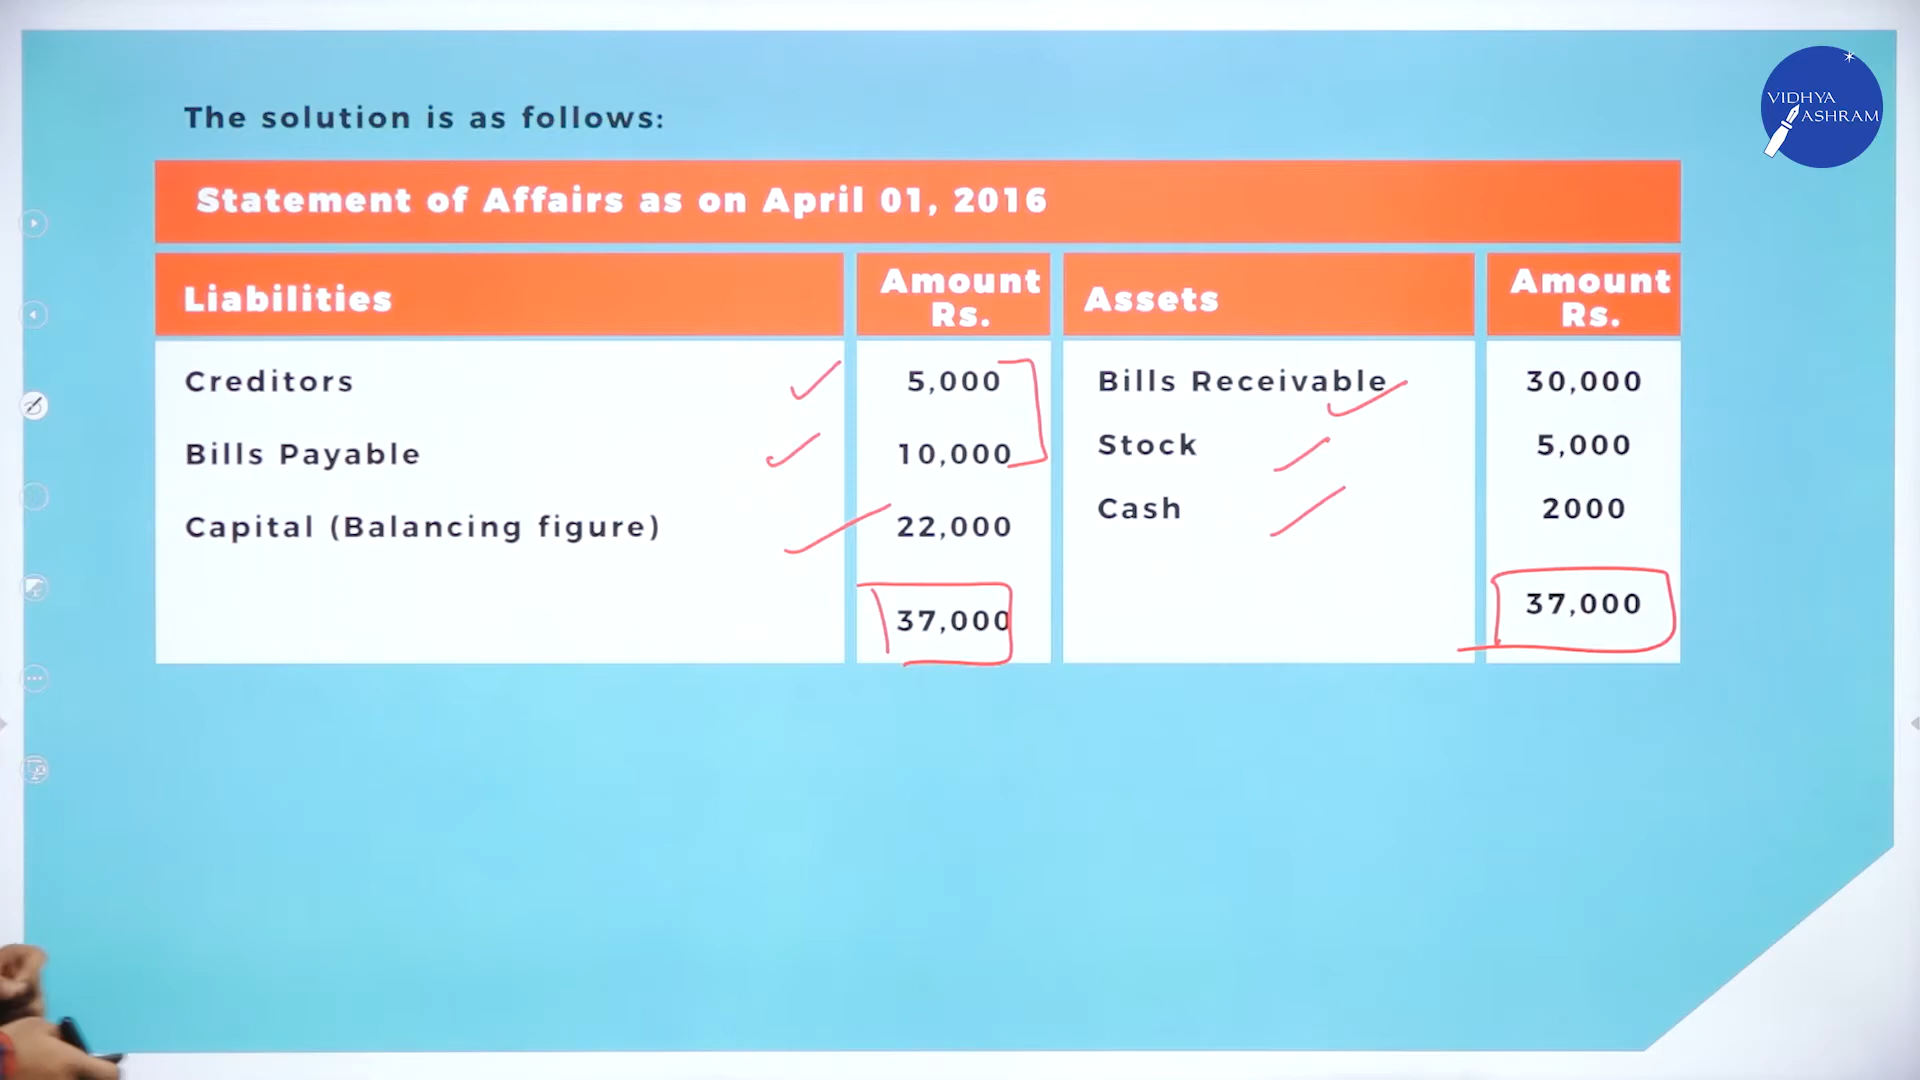 VIDHYA
ASHRAM
The solution is as follows:
Statement of Affairs as on April 01, 2016
Liabilities
Amount
Rs.
Assets
Amount
Rs.
Creditors 5,000 Bills Receivable 30,000
Bills Payable 10,000 Stock 5,000
Capital (Balancing figure) 22,000 Cash 2000
37,000 37,000